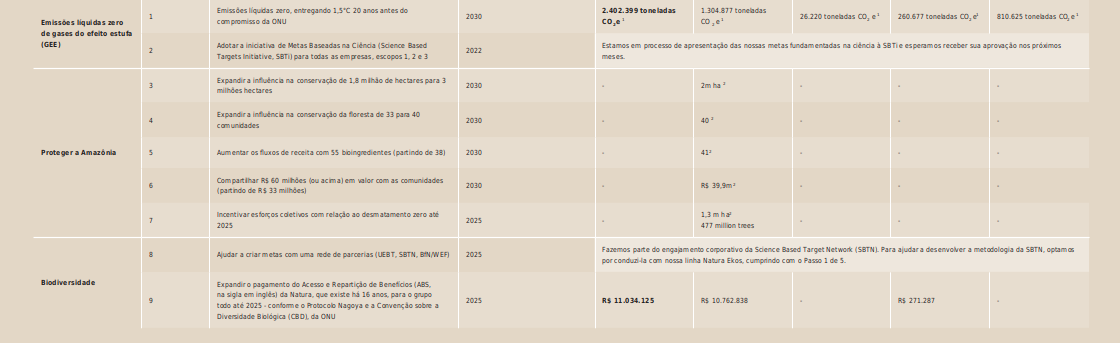 Emissões líquidas zero
de gases do efeito estufa
(GEE)
1
Emissões líquidas zero, entregando 1,5°C 20 anos antes do
compromisso da ONU
2030
2.402.399 toneladas
CO₂e ¹
1.304.877 toneladas
CO₂ e ¹
26.220 toneladas CO₂ e ¹
260.677 toneladas CO₂ e¹
810.625 toneladas CO₂ e ¹
2
Adotar a iniciativa de Metas Baseadas na Ciência (Science Based
Targets Initiative, SBTi) para todas as empresas, escopos 1, 2 e 3
2022
Estamos em processo de apresentação das nossas metas fundamentadas na ciência à SBTi e esperamos receber sua aprovação nos próximos
meses.
Proteger a Amazônia
3
Expandir a influência na conservação de 1,8 milhão de hectares para 3
milhões hectares
2030
-
2m ha ²
-
-
-
4
Expandir a influência na conservação da floresta de 33 para 40
comunidades
2030
-
40 ²
-
-
-
5
Aumentar os fluxos de receita com 55 bioingredientes (partindo de 38)
2030
-
41²
-
-
-
6
Compartilhar R$ 60 milhões (ou acima) em valor com as comunidades
(partindo de R$ 33 milhões)
2030
-
R$ 39,9m²
-
-
-
7
Incentivar esforços coletivos com relação ao desmatamento zero até
2025
2025
-
1,3 m ha²
477 million trees
-
-
-
Biodiversidade
8
Ajudar a criar metas com uma rede de parcerias (UEBT, SBTN, BfN/WEF)
2025
Fazemos parte do engajamento corporativo da Science Based Target Network (SBTN). Para ajudar a desenvolver a metodologia da SBTN, optamos
por conduzi-la com nossa linha Natura Ekos, cumprindo com o Passo 1 de 5.
9
Expandir o pagamento do Acesso e Repartição de Benefícios (ABS,
na sigla em inglês) da Natura, que existe há 16 anos, para o grupo
todo até 2025 - conforme o Protocolo Nagoya e a Convenção sobre a
Diversidade Biológica (CBD), da ONU
2025
R$ 11.034.125
R$ 10.762.838
-
R$ 271.287
-